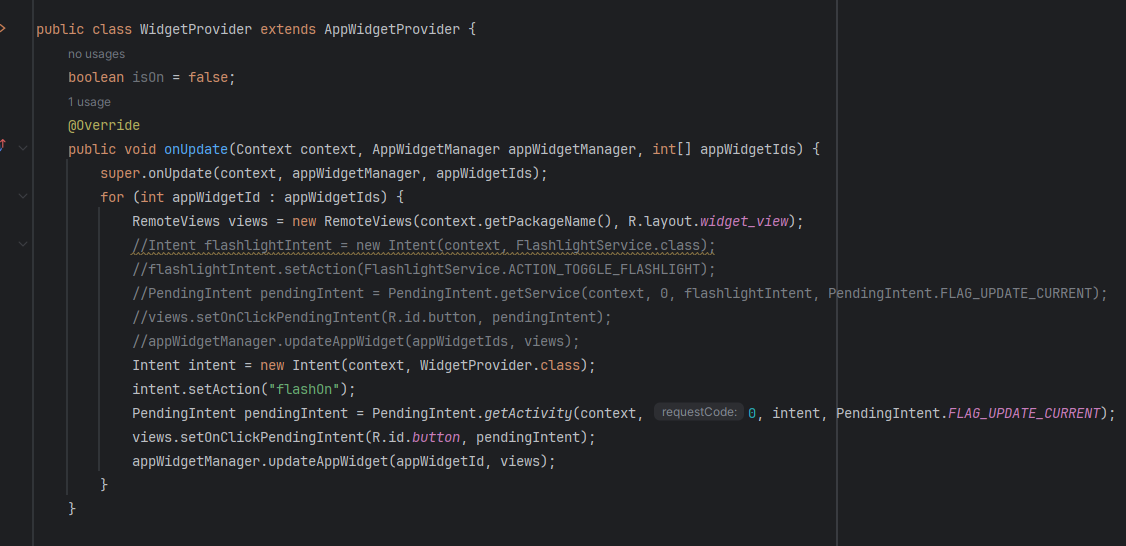 public class WidgetProvider extends AppWidgetProvider {
no usages
boolean isOn = false;
1 usage
@Override
public void onUpdate(Context context, AppWidgetManager appWidgetManager, int[] appWidgetIds) {
super.onUpdate(context, appWidgetManager, appWidgetIds);
for (int appWidgetId : appWidgetIds) {
RemoteViews views = new RemoteViews(context.getPackageName(), R.layout.widget_view);
//Intent flashlightIntent = new Intent(context, FlashlightService.class);
//flashlightIntent.setAction(FlashlightService.ACTION_TOGGLE_FLASHLIGHT);
//PendingIntent pendingIntent = PendingIntent.getService(context, 0, flashlightIntent, PendingIntent.FLAG_UPDATE_CURRENT);
//views.setOnClickPendingIntent(R.id.button, pendingIntent);
//appWidgetManager.updateAppWidget(appWidgetIds, views);
Intent intent = new Intent(context, WidgetProvider.class);
intent.setAction("flashOn");
PendingIntent pendingIntent = PendingIntent.getActivity(context, requestCode: 0, intent, PendingIntent.FLAG_UPDATE_CURRENT);
views.setOnClickPendingIntent(R.id.button, pendingIntent);
appWidgetManager.updateAppWidget(appWidgetId, views);
}
}